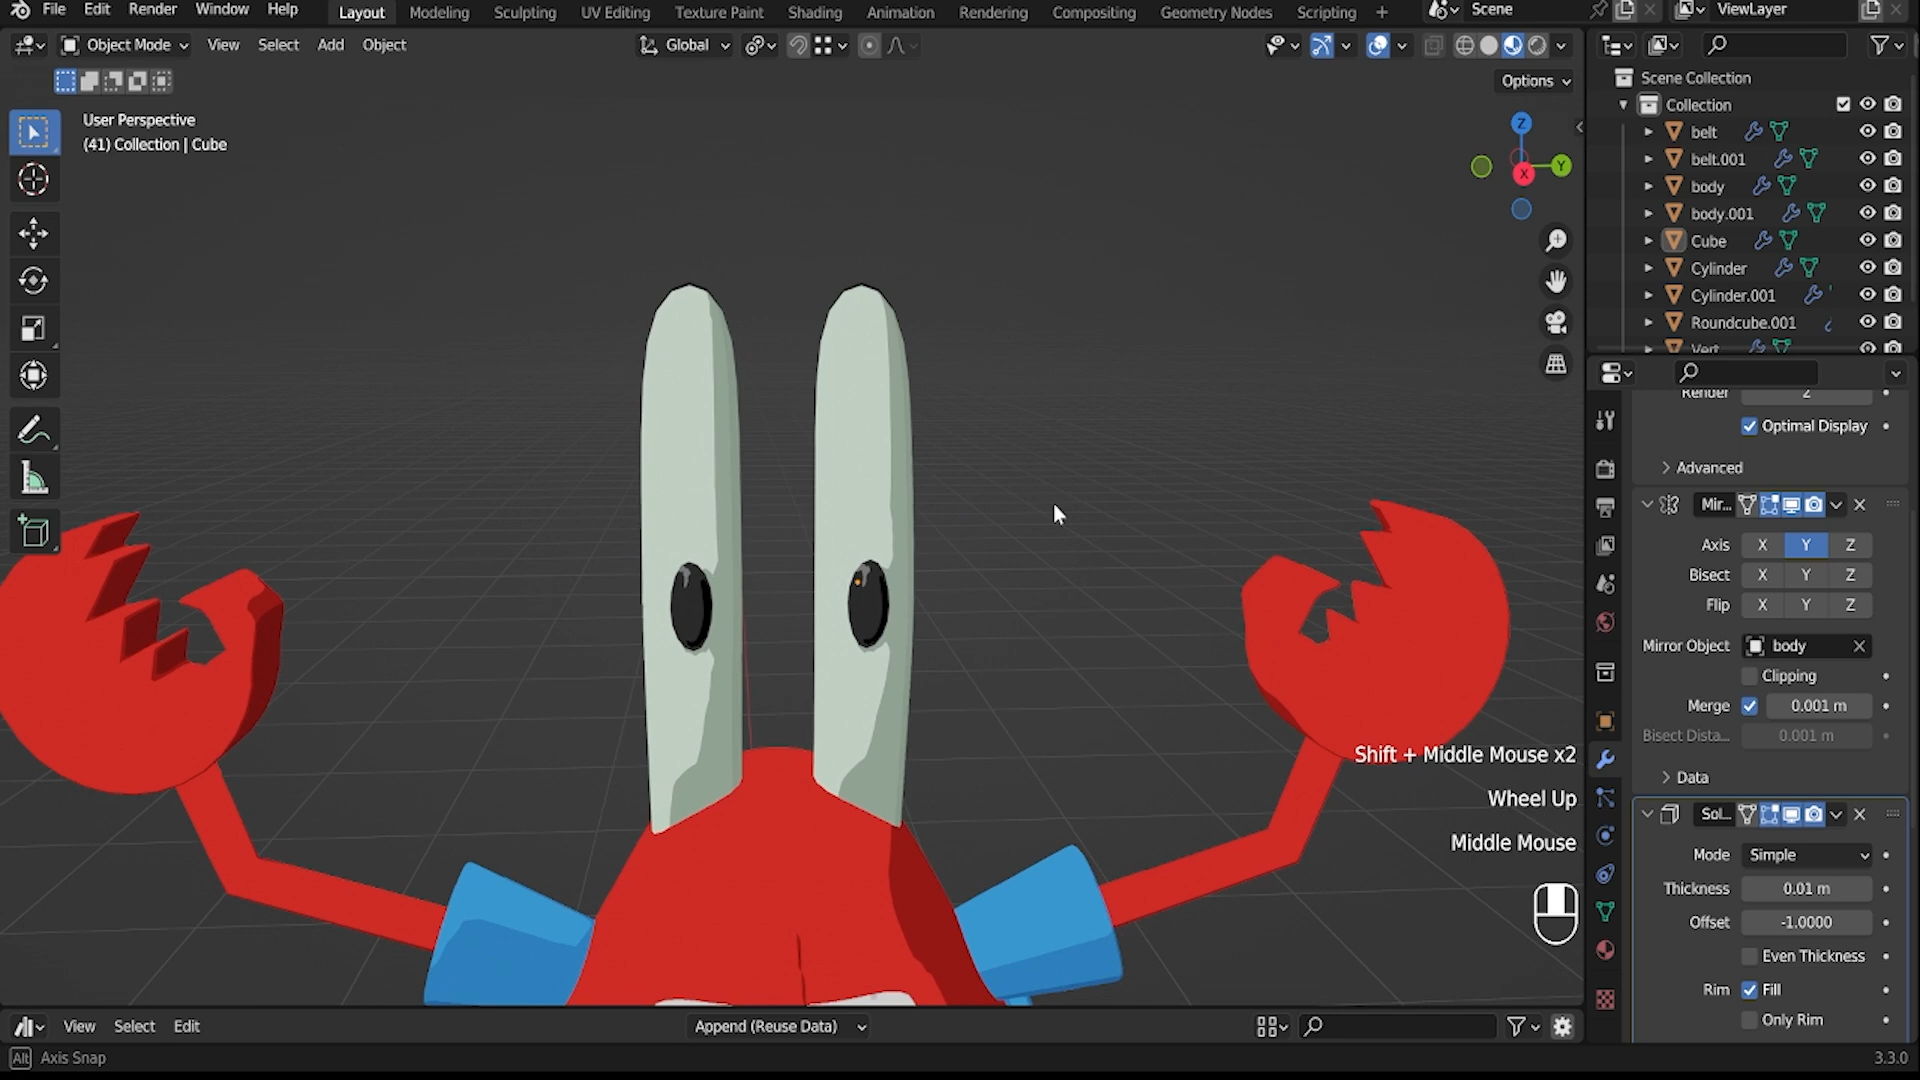 File Edit Render Window Help Layout Modeling Sculpting UV Editing Texture Paint Shading Animation Rendering Compositing Geometry Nodes Scripting + Scene ViewLayer
Object Mode View Select Add Object Global
Options
User Perspective
(41) Collection | Cube
Z
Y
X
Scene Collection
Collection
belt
belt.001
body
body.001
Cube
Cylinder
Cylinder.001
Roundcube.001
Vert
Render 2
Optimal Display
Advanced
Mir...
Axis X Y Z
Bisect X Y Z
Flip X Y Z
Mirror Object body
Clipping
Merge 0.001 m
Bisect Dista... 0.001 m
Data
Sol...
Mode Simple
Thickness 0.01 m
Offset -1.0000
Even Thickness
Rim Fill
Only Rim
Shift + Middle Mouse x2
Wheel Up
Middle Mouse
View Select Edit Append (Reuse Data)
Alt Axis Snap
3.3.0